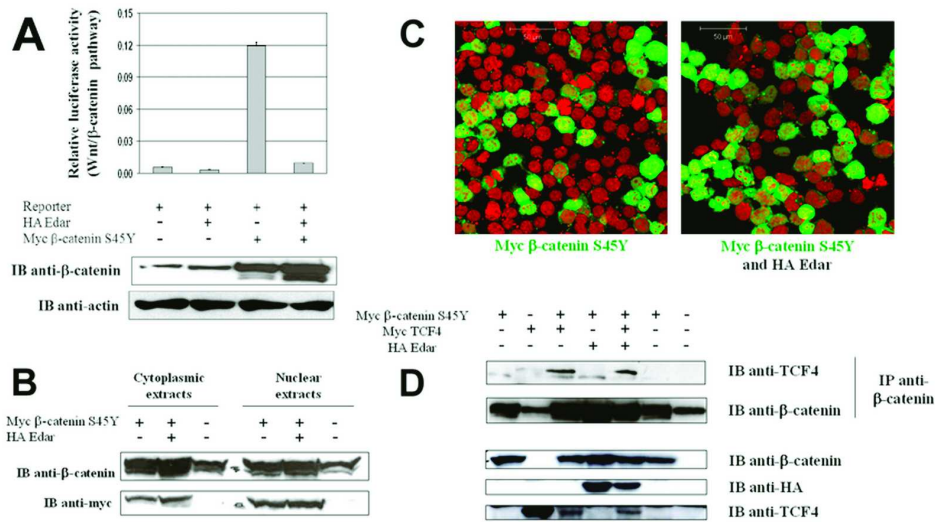 A
Relative luciferase activity
(Wnt/β-catenin pathway)
0.15
0.12
0.09
0.06
0.03
0.00
Reporter + + + +
HA Edar - + - +
Myc β-catenin S45Y - - + +
IB anti-β-catenin
IB anti-actin
B
Cytoplasmic
extracts
Nuclear
extracts
Myc β-catenin S45Y + + - + + -
HA Edar - + - - + -
IB anti-β-catenin
IB anti-myc
C
50 µm
50 µm
Myc β-catenin S45Y
Myc β-catenin S45Y
and HA Edar
D
Myc β-catenin S45Y + - + + + + -
Myc TCF4 - + + - + - -
HA Edar - - - + + - -
IB anti-TCF4
IB anti-β-catenin
IP anti-
β-catenin
IB anti-β-catenin
IB anti-HA
IB anti-TCF4